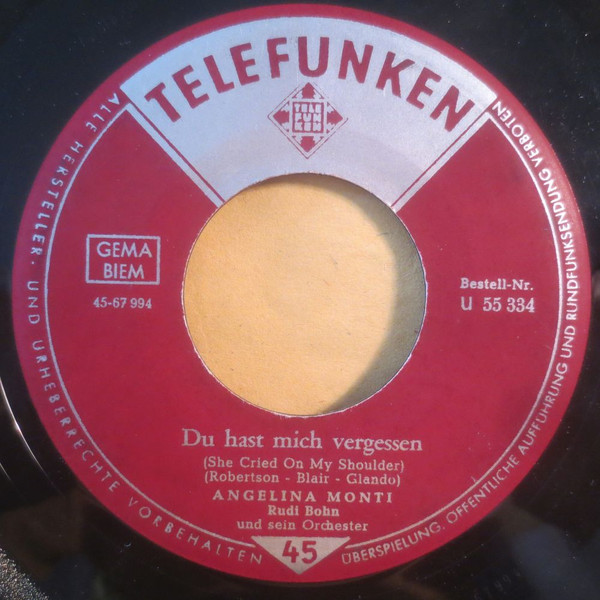 TELEFUNKEN
TELE
FUN
KEN
GEMA
BIEM
45-67 994
Bestell-Nr.
U 55 334
Du hast mich vergessen
(She Cried On My Shoulder)
(Robertson - Blair - Glando)
ANGELINA MONTI
Rudi Bohn
und sein Orchester
45
ALLE HERSTELLER- UND URHEBERRECHTE VORBEHALTEN
ÜBERSPIELUNG, ÖFFENTLICHE AUFFÜHRUNG UND RUNDFUNKSENDUNG VERBOTEN